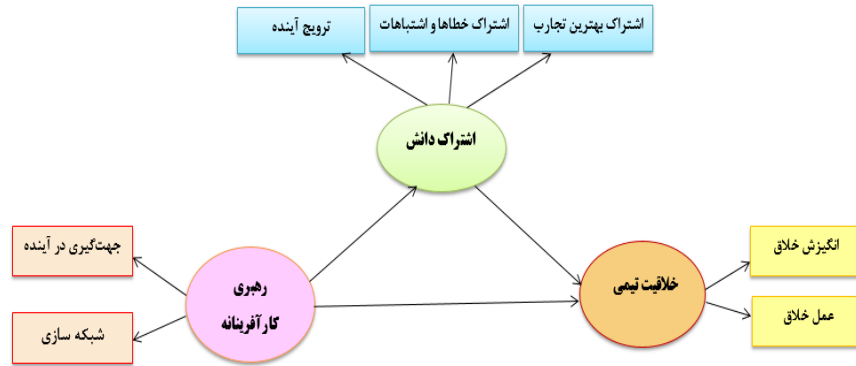 اشتراک بهترین تجارب
اشتراک خطاها و اشتباهات
ترویج آینده
اشتراک دانش
جهت‌گیری در آینده
شبکه سازی
رهبری
کارآفرینانه
خلاقیت تیمی
انگیزش خلاق
عمل خلاق